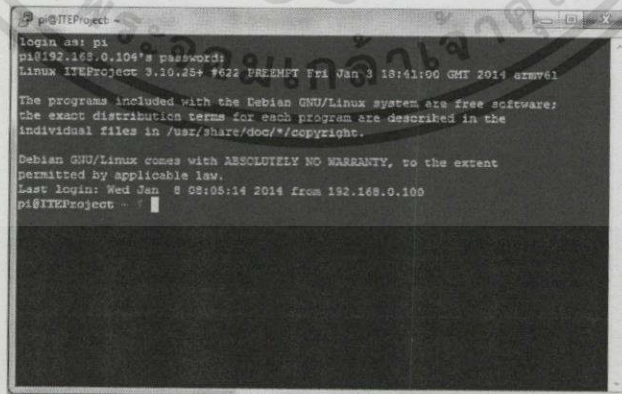 pi@ITEProject: ~
login as: pi
pi@192.168.0.104's password:
Linux ITEProject 3.10.25+ #622 PREEMPT Fri Jan 3 18:41:00 GMT 2014 armv6l
The programs included with the Debian GNU/Linux system are free software;
the exact distribution terms for each program are described in the
individual files in /usr/share/doc/*/copyright.
Debian GNU/Linux comes with ABSOLUTELY NO WARRANTY, to the extent
permitted by applicable law.
Last login: Wed Jan  8 08:05:14 2014 from 192.168.0.100
pi@ITEProject ~ $